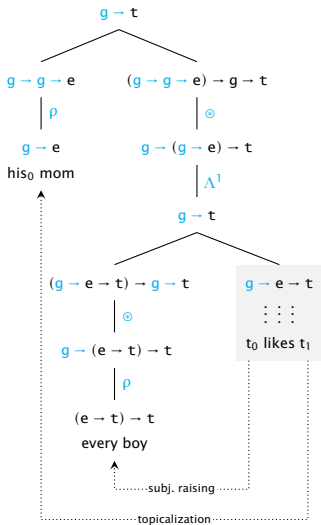 g → t
g → g → e (g → g → e) → g → t
ρ ⊛
g → e g → (g → e) → t
his₀ mom
Λ¹
g → t
(g → e → t) → g → t g → e → t
⊛ ⋮ ⋮ ⋮
t₀ likes t₁
g → (e → t) → t
ρ
(e → t) → t
every boy
subj. raising
topicalization